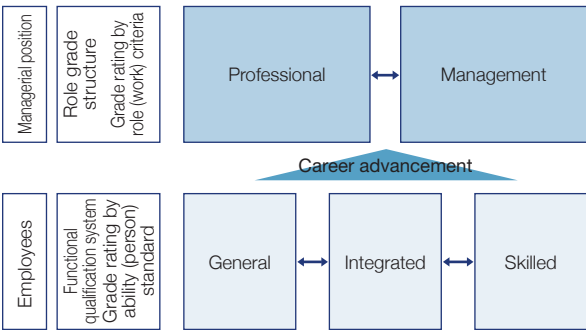 Managerial position
Role grade
structure
Grade rating by
role (work) criteria
Professional
Management
Career advancement
Employees
Functional
qualification system
Grade rating by
ability (person)
standard
General
Integrated
Skilled